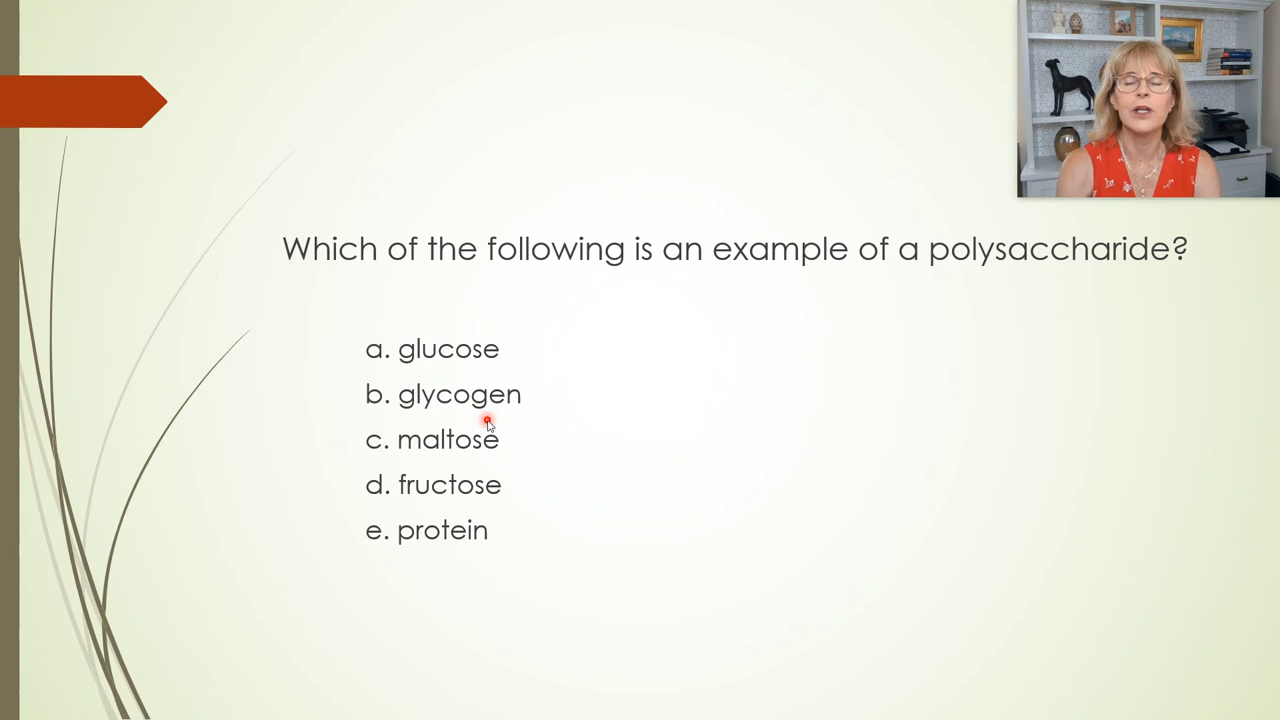 Which of the following is an example of a polysaccharide?
a. glucose
b. glycogen
c. maltose
d. fructose
e. protein